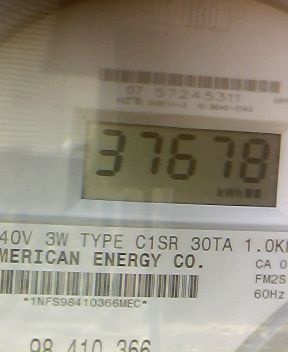 07 57245311
37678
kWh
40V 3W TYPE C1SR 30TA 1.0K
MERICAN ENERGY CO.
CA 0
FM2S
60Hz
*1NFS98410366MEC*
98 410 366